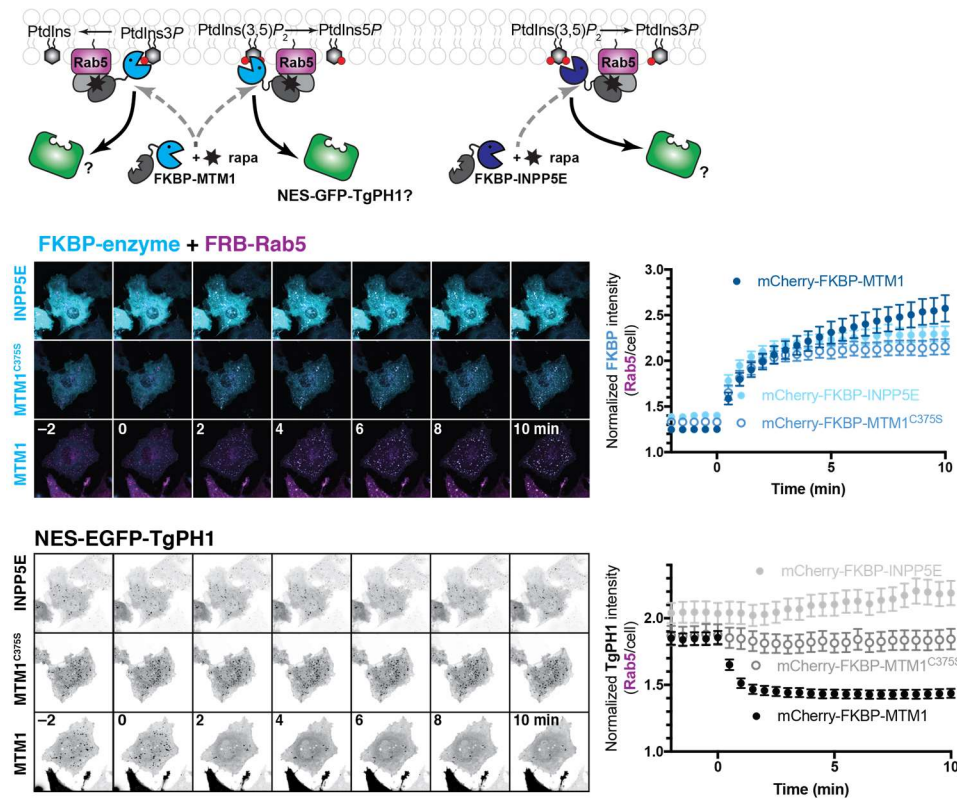 PtdIns PtdIns3P PtdIns(3,5)P2 PtdIns5P PtdIns(3,5)P2 PtdIns3P
Rab5 Rab5 Rab5
? + rapa + rapa ?
FKBP-MTM1 FKBP-INPP5E
NES-GFP-TgPH1?
FKBP-enzyme + FRB-Rab5
INPP5E
MTM1C375S
MTM1
–2 0 2 4 6 8 10 min
Normalized FKBP intensity
(Rab5/cell)
3.0
2.5
2.0
1.5
1.0
mCherry-FKBP-MTM1
mCherry-FKBP-INPP5E
mCherry-FKBP-MTM1C375S
0 5 10
Time (min)
NES-EGFP-TgPH1
INPP5E
MTM1C375S
MTM1
–2 0 2 4 6 8 10 min
Normalized TgPH1 intensity
(Rab5/cell)
2.0
1.5
1.0
mCherry-FKBP-INPP5E
mCherry-FKBP-MTM1C375S
mCherry-FKBP-MTM1
0 5 10
Time (min)